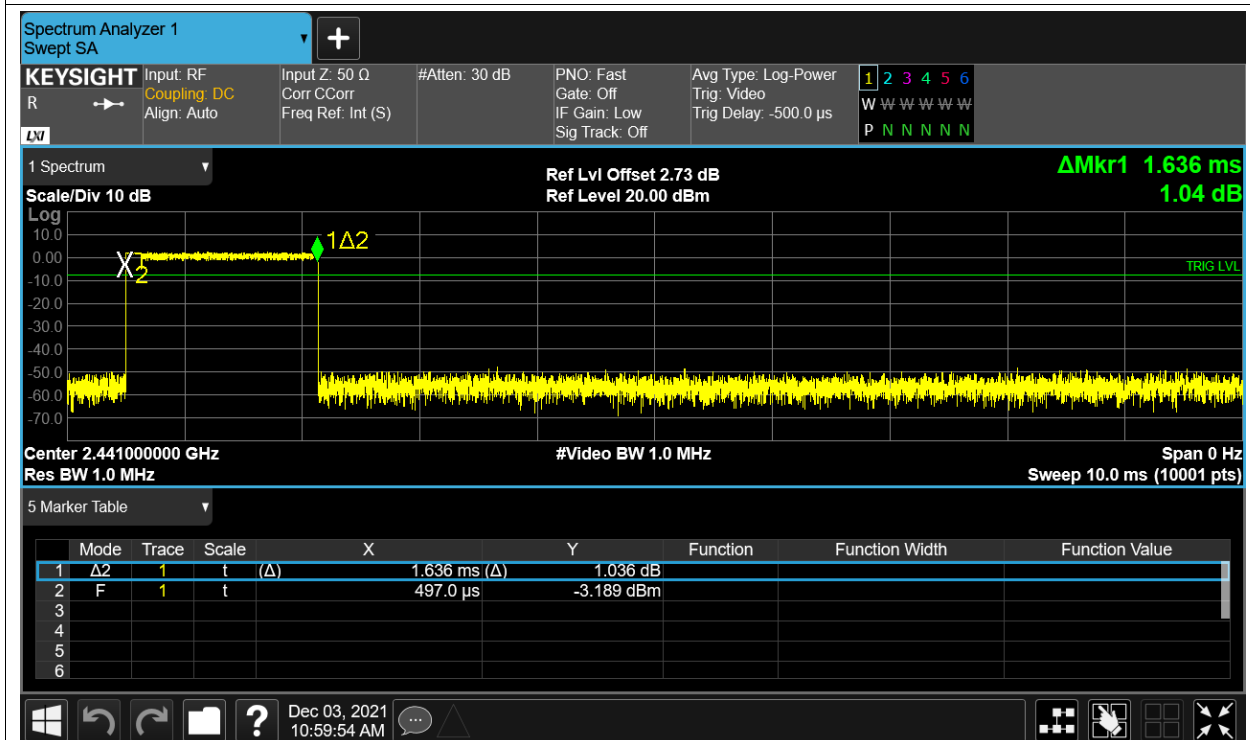 Spectrum Analyzer 1
Swept SA
KEYSIGHT Input: RF Input Z: 50 Ω #Atten: 30 dB PNO: Fast Avg Type: Log-Power 1 2 3 4 5 6
R Coupling: DC Corr CCorr Gate: Off Trig: Video W W W W W W
Align: Auto Freq Ref: Int (S) IF Gain: Low Trig Delay: -500.0 µs
LXI Sig Track: Off P N N N N N
1 Spectrum Ref Lvl Offset 2.73 dB ΔMkr1 1.636 ms
Scale/Div 10 dB Ref Level 20.00 dBm 1.04 dB
Log
10.0 1Δ2
0.00 X 2
TRIG LVL
-10.0
-20.0
-30.0
-40.0
-50.0
-60.0
-70.0
Center 2.441000000 GHz #Video BW 1.0 MHz Span 0 Hz
Res BW 1.0 MHz Sweep 10.0 ms (10001 pts)
5 Marker Table
Mode Trace Scale X Y Function Function Width Function Value
1 Δ2 1 t (Δ) 1.636 ms (Δ) 1.036 dB
2 F 1 t 497.0 µs -3.189 dBm
3
4
5
6
? Dec 03, 2021
10:59:54 AM